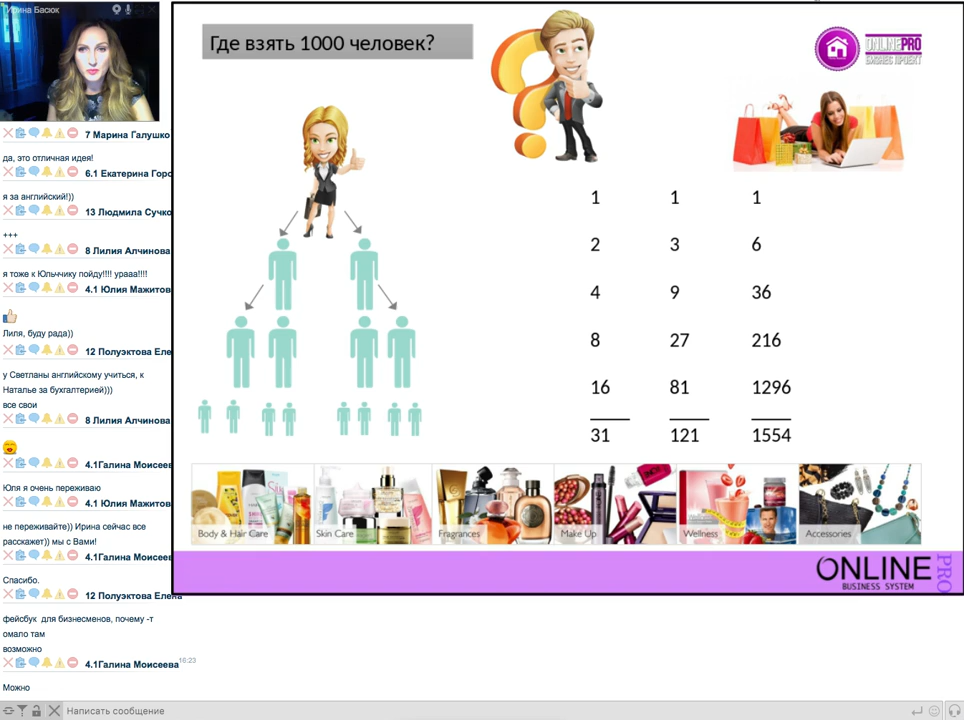 Ирина Басюк
7 Марина Галушко
да, это отличная идея!
6.1 Екатерина Горо
я за английский!))
13 Людмила Сучко
+++
8 Лилия Алчинова
я тоже к Юльчику пойду!!!! урааа!!!!
4.1 Юлия Мажитов
Лиля, буду рада))
12 Полуэктова Еле
у Светланы английскому учиться, к
Наталье за бухгалтерией)))
все свои
8 Лилия Алчинова
4.1Галина Моисеев
Юля я очень переживаю
4.1 Юлия Мажитов
не переживайте)) Ирина сейчас все
расскажет)) мы с Вами!
4.1Галина Моисеев
Спасибо.
12 Полуэктова Елена
фейсбук для бизнесменов, почему -т
омало там
возможно
4.1Галина Моисеева
16:23
Можно
Написать сообщение
Где взять 1000 человек?
ONLINEPRO
БИЗНЕС ПРОЕКТ
1 1 1
2 3 6
4 9 36
8 27 216
16 81 1296
31 121 1554
Body & Hair Care
Skin Care
Fragrances
Make Up
Wellness
Accessories
ONLINE PRO
BUSINESS SYSTEM